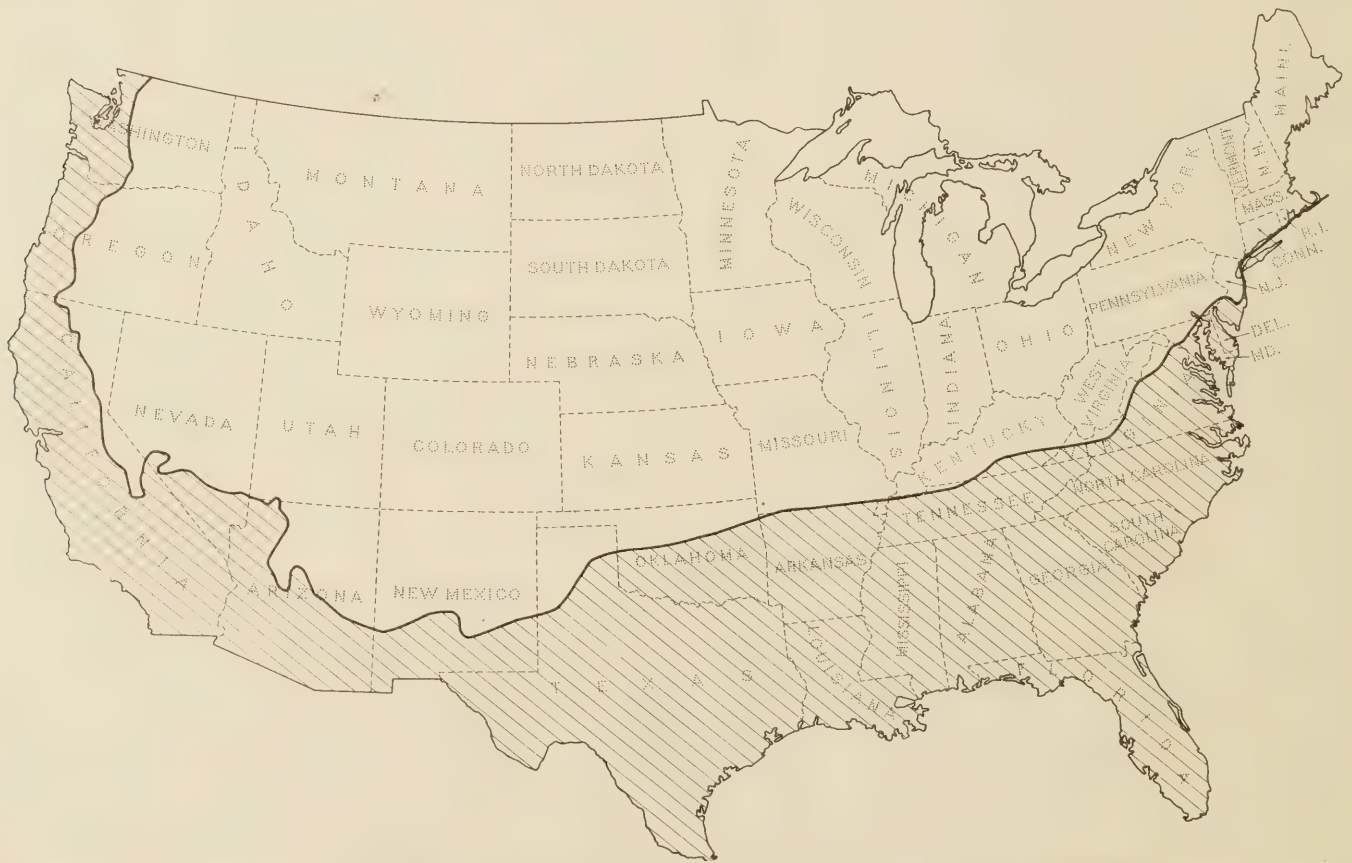 WASHINGTON
IDAHO
MONTANA
NORTH DAKOTA
MINNESOTA
MICHIGAN
WISCONSIN
NEW YORK
VERMONT
N.H.
MAINE
MASS.
R.I.
CONN.
N.J.
DEL.
MD.
OREGON
WYOMING
SOUTH DAKOTA
IOWA
NEBRASKA
ILLINOIS
INDIANA
OHIO
PENNSYLVANIA
WEST VIRGINIA
VIRGINIA
CALIFORNIA
NEVADA
UTAH
COLORADO
KANSAS
MISSOURI
KENTUCKY
TENNESSEE
NORTH CAROLINA
SOUTH CAROLINA
ARIZONA
NEW MEXICO
OKLAHOMA
ARKANSAS
MISSISSIPPI
ALABAMA
GEORGIA
TEXAS
LOUISIANA
FLORIDA